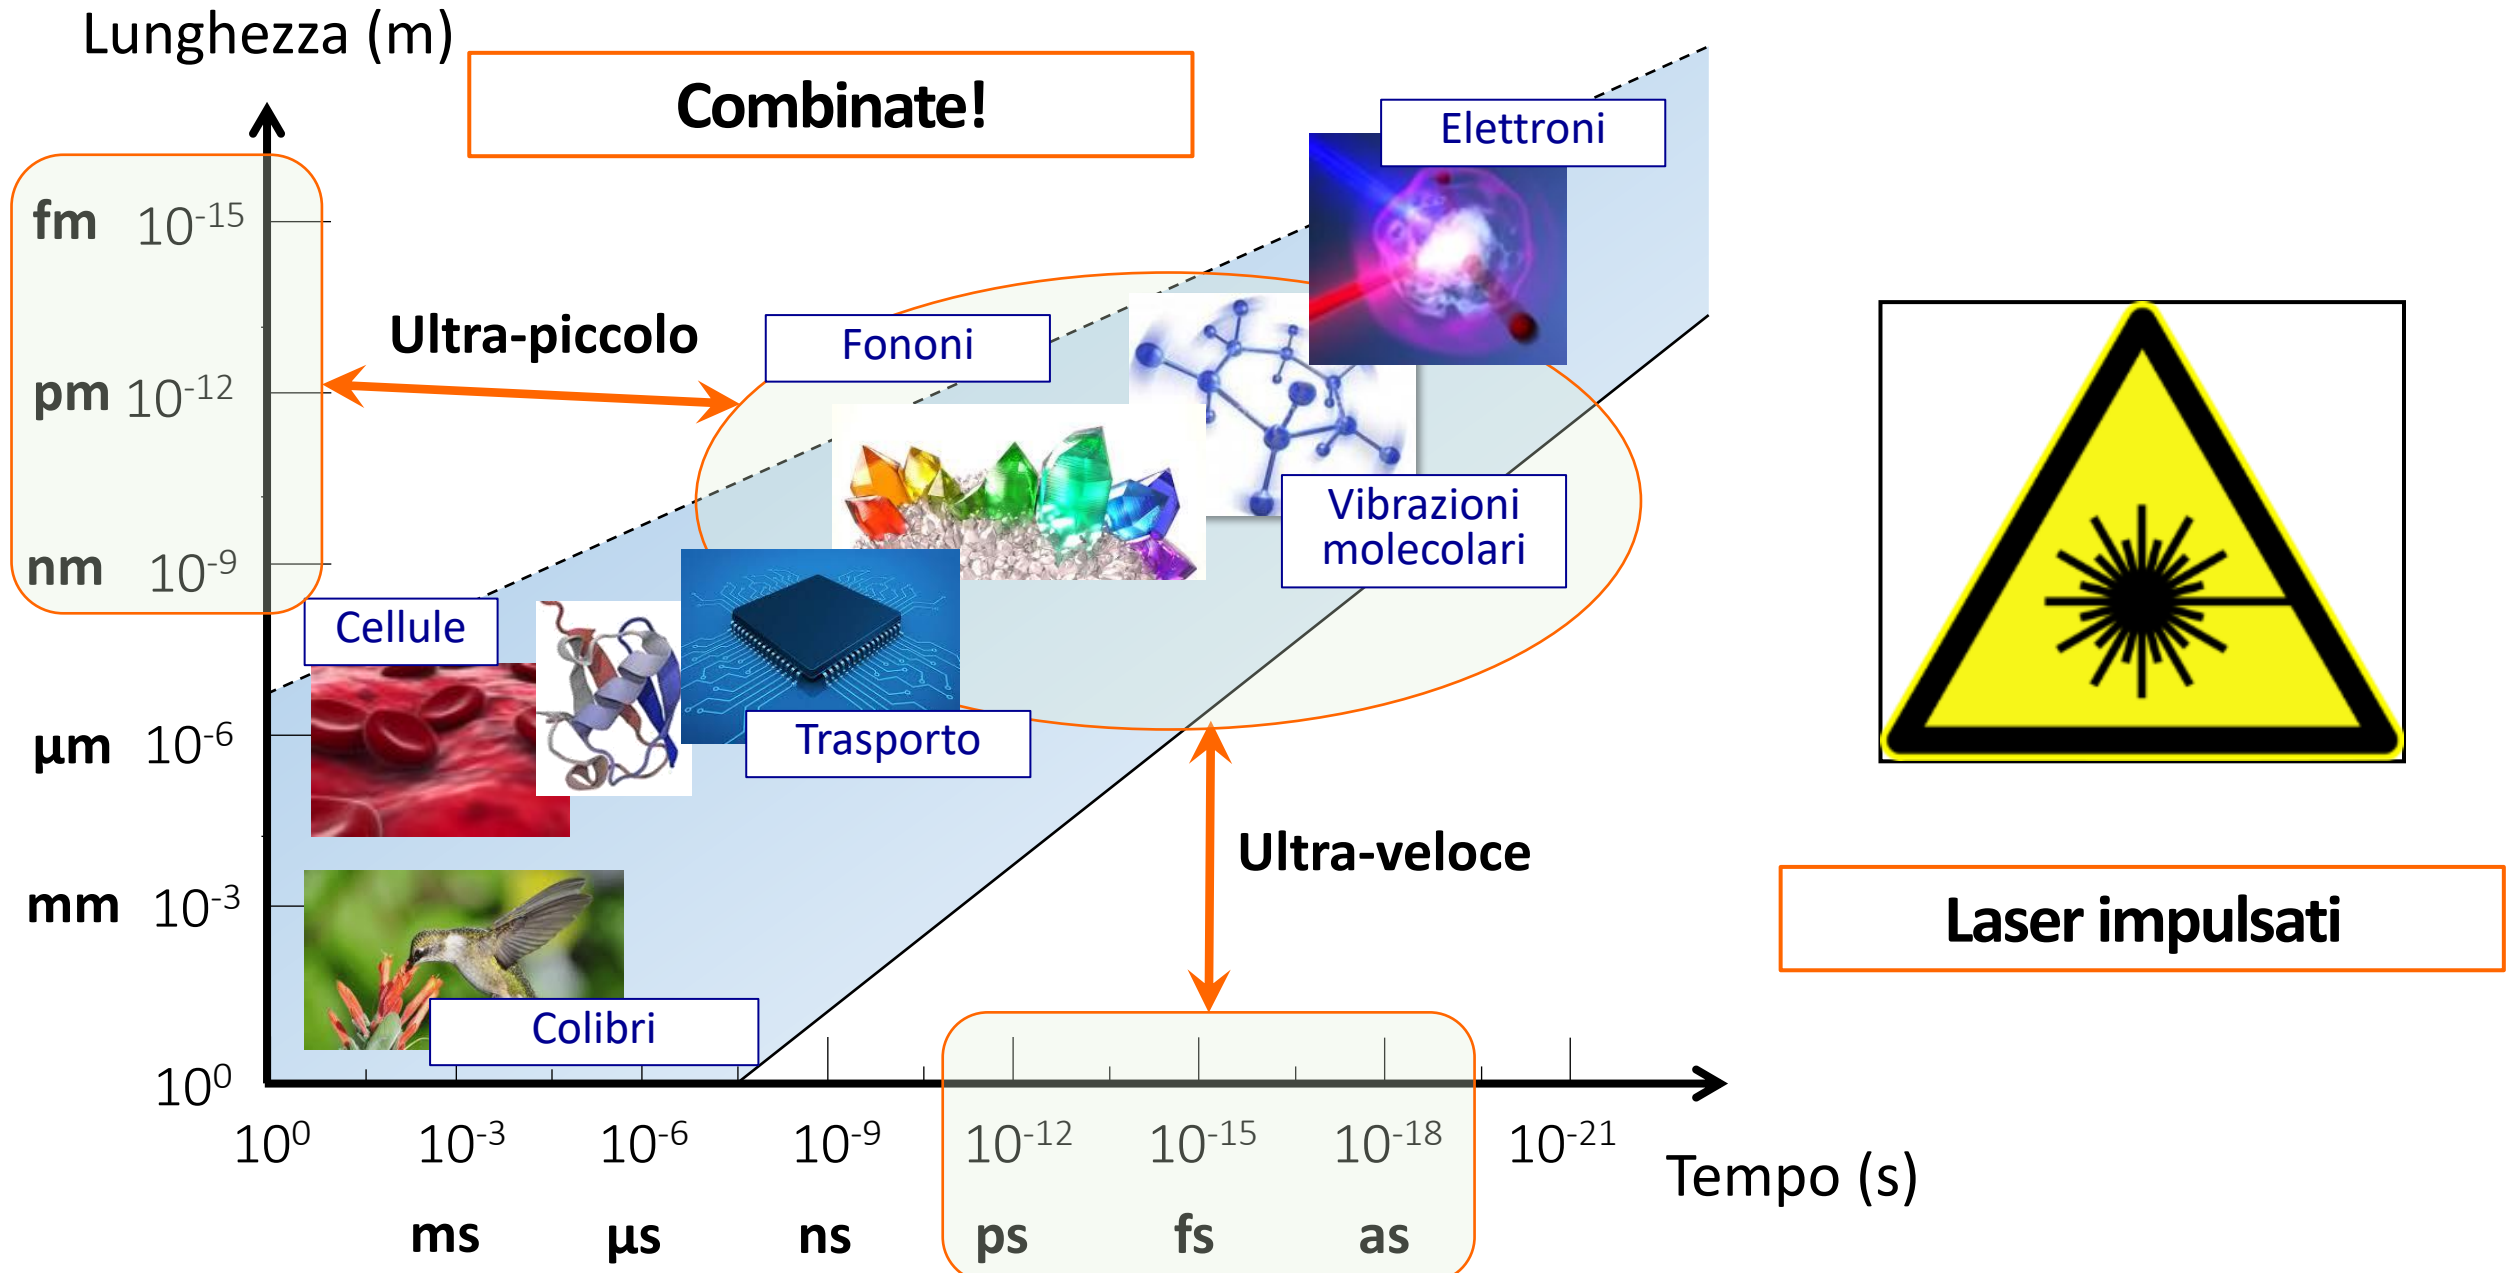 Lunghezza (m)
Combinate!
Elettroni
fm 10⁻¹⁵
Ultra-piccolo
Fononi
pm 10⁻¹²
Vibrazioni
molecolari
nm 10⁻⁹
Cellule
Trasporto
µm 10⁻⁶
Ultra-veloce
mm 10⁻³
Laser impulsati
Colibri
10⁰
10⁰ 10⁻³ 10⁻⁶ 10⁻⁹ 10⁻¹² 10⁻¹⁵ 10⁻¹⁸ 10⁻²¹
Tempo (s)
ms µs ns ps fs as